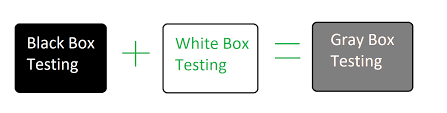 Black Box
Testing
+
White Box
Testing
=
Gray Box
Testing